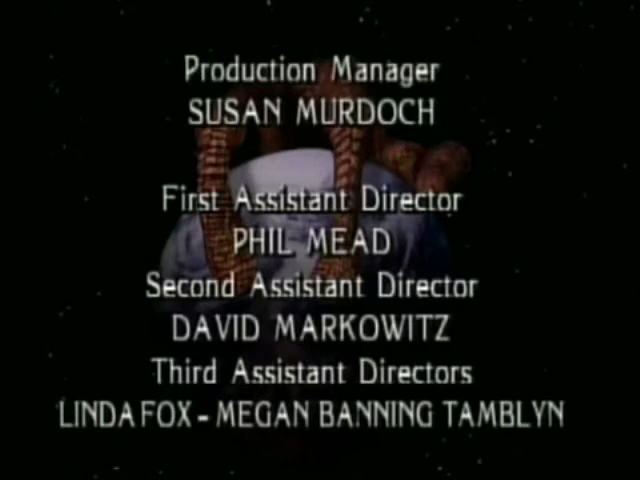 Production Manager
SUSAN MURDOCH
First Assistant Director
PHIL MEAD
Second Assistant Director
DAVID MARKOWITZ
Third Assistant Directors
LINDA FOX - MEGAN BANNING TAMBLYN